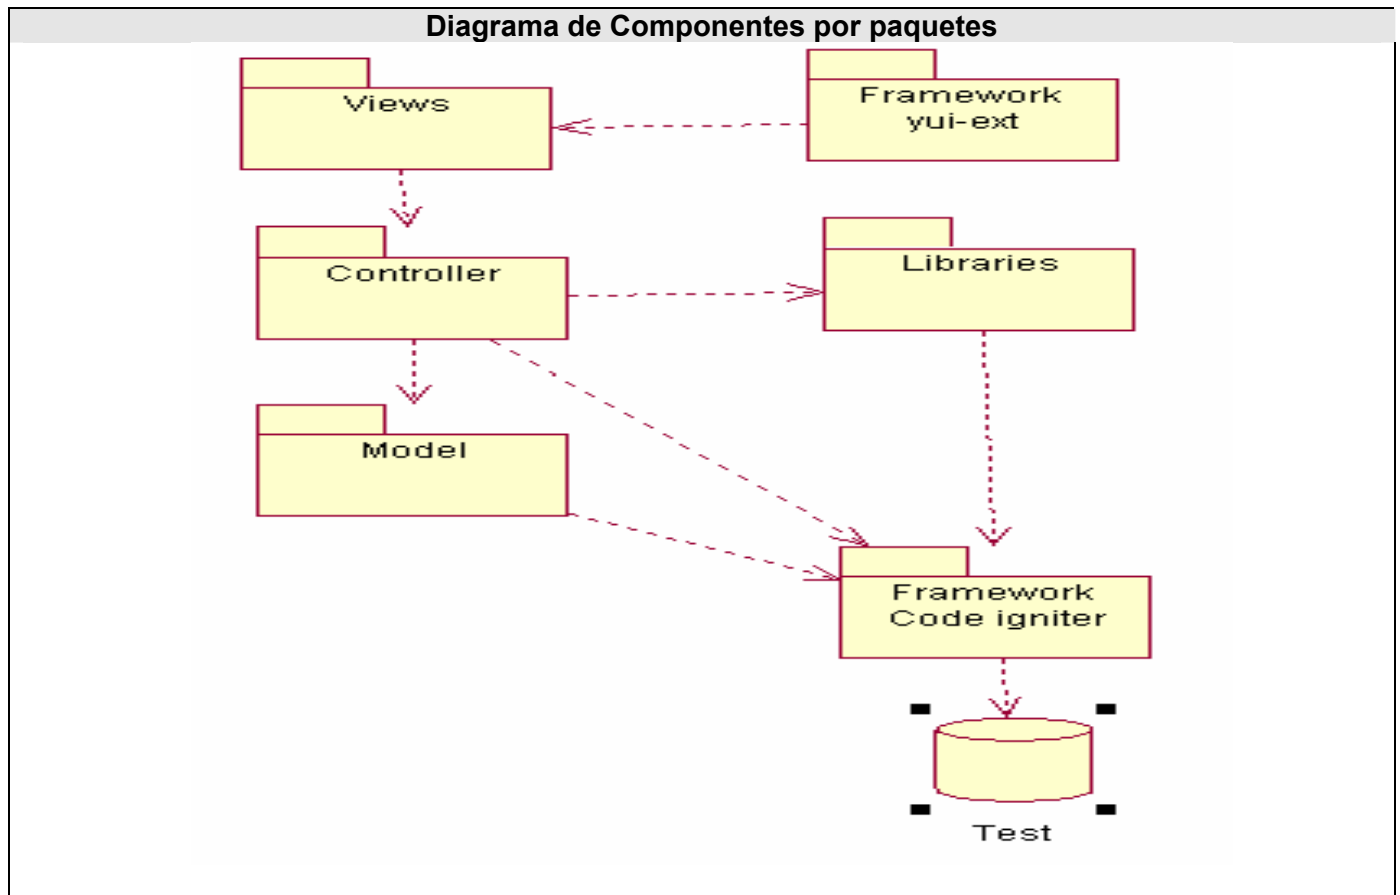 Diagrama de Componentes por paquetes
Views
Framework
yui-ext
Controller
Libraries
Model
Framework
Code igniter
Test